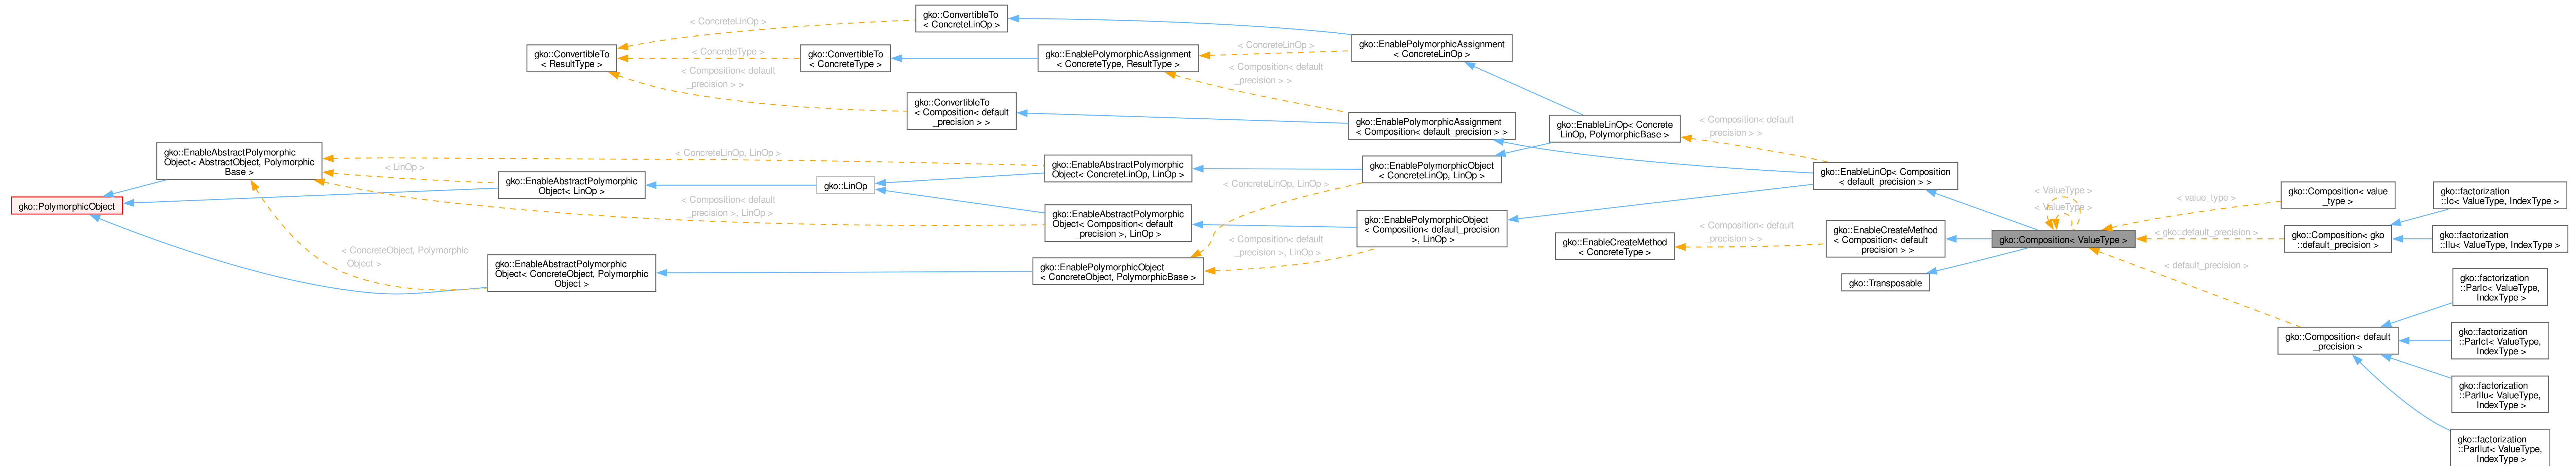 gko::PolymorphicObject
gko::EnableAbstractPolymorphic
Object< AbstractObject, Polymorphic
Base >
< ConcreteObject, Polymorphic
Object >
< LinOp >
gko::ConvertibleTo
< ResultType >
gko::EnableAbstractPolymorphic
Object< LinOp >
gko::EnableAbstractPolymorphic
Object< ConcreteObject, Polymorphic
Object >
< ConcreteLinOp >
< ConcreteType >
< Composition< default
_precision > >
< ConcreteLinOp, LinOp >
< Composition< default
_precision >, LinOp >
gko::ConvertibleTo
< ConcreteLinOp >
gko::ConvertibleTo
< ConcreteType >
gko::ConvertibleTo
< Composition< default
_precision > >
gko::LinOp
gko::EnablePolymorphicAssignment
< ConcreteType, ResultType >
gko::EnableAbstractPolymorphic
Object< ConcreteLinOp, LinOp >
gko::EnableAbstractPolymorphic
Object< Composition< default
_precision >, LinOp >
gko::EnablePolymorphicObject
< ConcreteObject, PolymorphicBase >
< ConcreteLinOp >
< Composition< default
_precision > >
< ConcreteLinOp, LinOp >
< Composition< default
_precision >, LinOp >
gko::EnablePolymorphicAssignment
< ConcreteLinOp >
gko::EnablePolymorphicAssignment
< Composition< default_precision > >
gko::EnablePolymorphicObject
< ConcreteLinOp, LinOp >
gko::EnablePolymorphicObject
< Composition< default_precision
>, LinOp >
gko::EnableLinOp< Concrete
LinOp, PolymorphicBase >
gko::EnableCreateMethod
< ConcreteType >
< Composition< default
_precision > >
< Composition< default
_precision > >
gko::EnableLinOp< Composition
< default_precision > >
gko::EnableCreateMethod
< Composition< default
_precision > >
gko::Transposable
< ValueType >
< ValueType >
gko::Composition< ValueType >
< value_type >
< gko::default_precision >
< default_precision >
gko::Composition< value
_type >
gko::Composition< gko
::default_precision >
gko::Composition< default
_precision >
gko::factorization
::Ic< ValueType, IndexType >
gko::factorization
::Ilu< ValueType, IndexType >
gko::factorization
::ParIc< ValueType,
IndexType >
gko::factorization
::ParIct< ValueType,
IndexType >
gko::factorization
::ParIlu< ValueType,
IndexType >
gko::factorization
::ParIlut< ValueType,
IndexType >